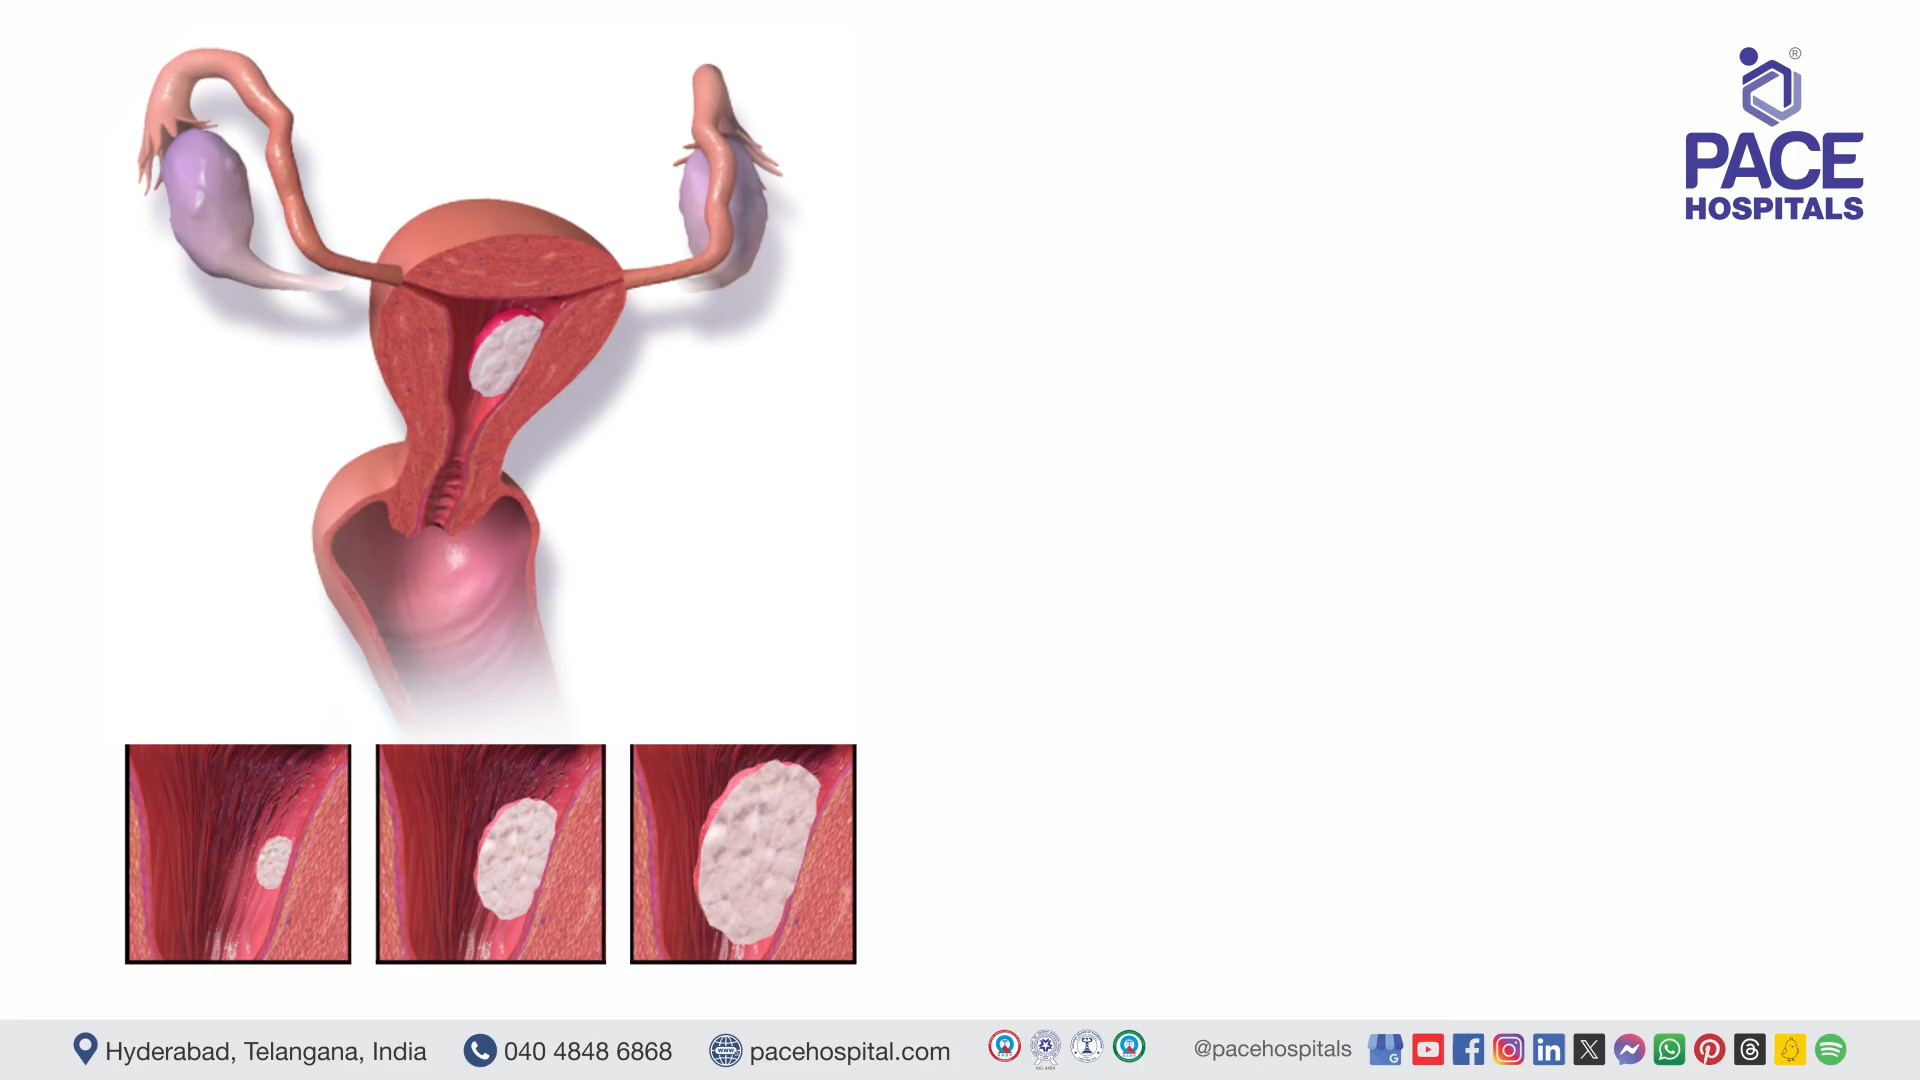 ®
PACE
HOSPITALS
Hyderabad, Telangana, India
040 4848 6868
pacehospital.com
@pacehospitals